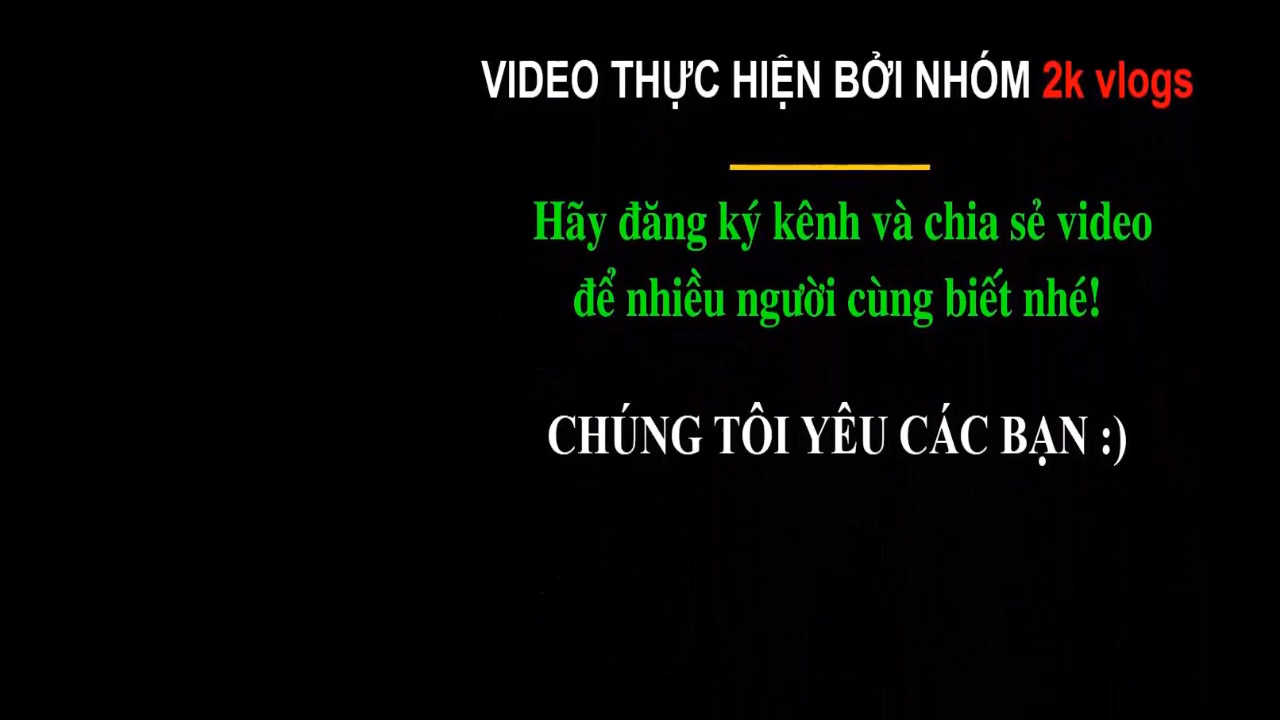 VIDEO THỰC HIỆN BỞI NHÓM 2k vlogs
Hãy đăng ký kênh và chia sẻ video
để nhiều người cùng biết nhé!
CHÚNG TÔI YÊU CÁC BẠN :)